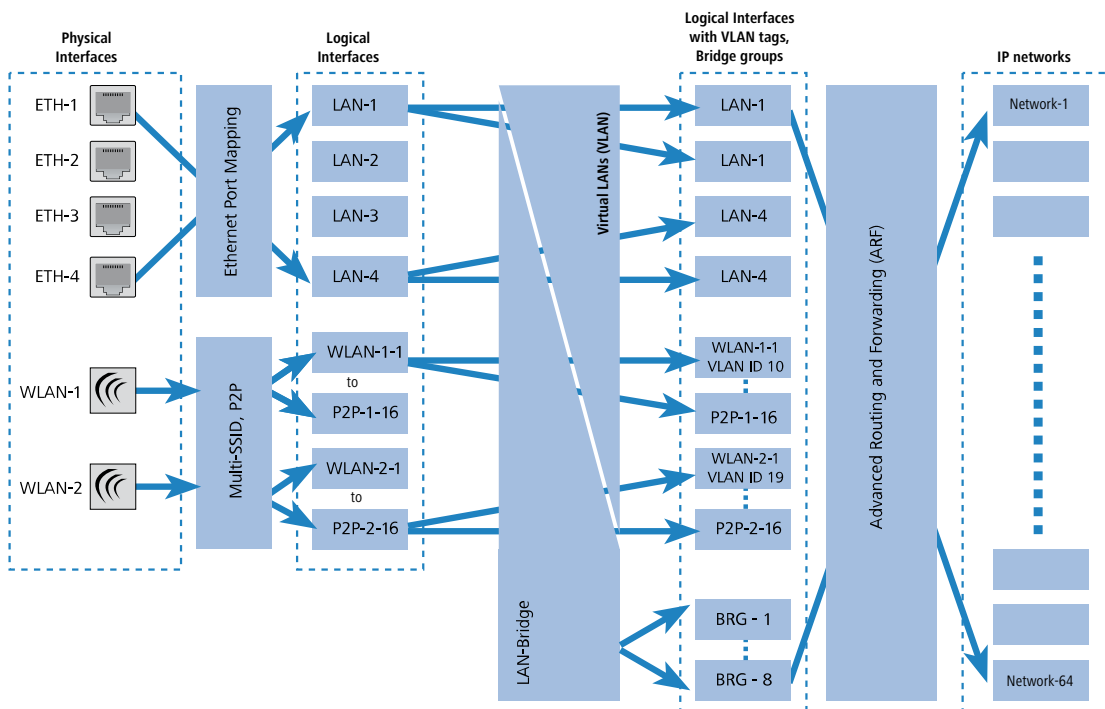 Physical
Interfaces
Logical
Interfaces
Logical Interfaces
with VLAN tags,
Bridge groups
IP networks
ETH-1
ETH-2
ETH-3
ETH-4
WLAN-1
WLAN-2
Ethernet Port Mapping
Multi-SSID, P2P
LAN-1
LAN-2
LAN-3
LAN-4
WLAN-1-1
to
P2P-1-16
WLAN-2-1
to
P2P-2-16
Virtual LANs (VLAN)
LAN-Bridge
LAN-1
LAN-1
LAN-4
LAN-4
WLAN-1-1
VLAN ID 10
P2P-1-16
WLAN-2-1
VLAN ID 19
P2P-2-16
BRG - 1
BRG - 8
Advanced Routing and Forwarding (ARF)
Network-1
Network-64